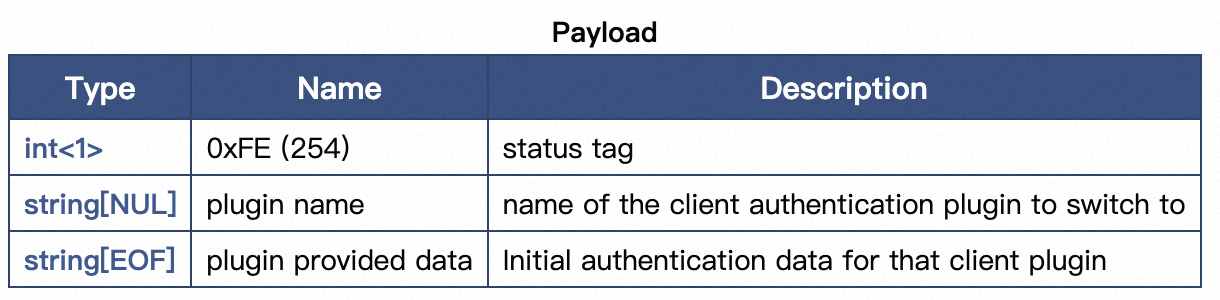 Payload
Type Name Description
int<1> 0xFE (254) status tag
string[NUL] plugin name name of the client authentication plugin to switch to
string[EOF] plugin provided data Initial authentication data for that client plugin